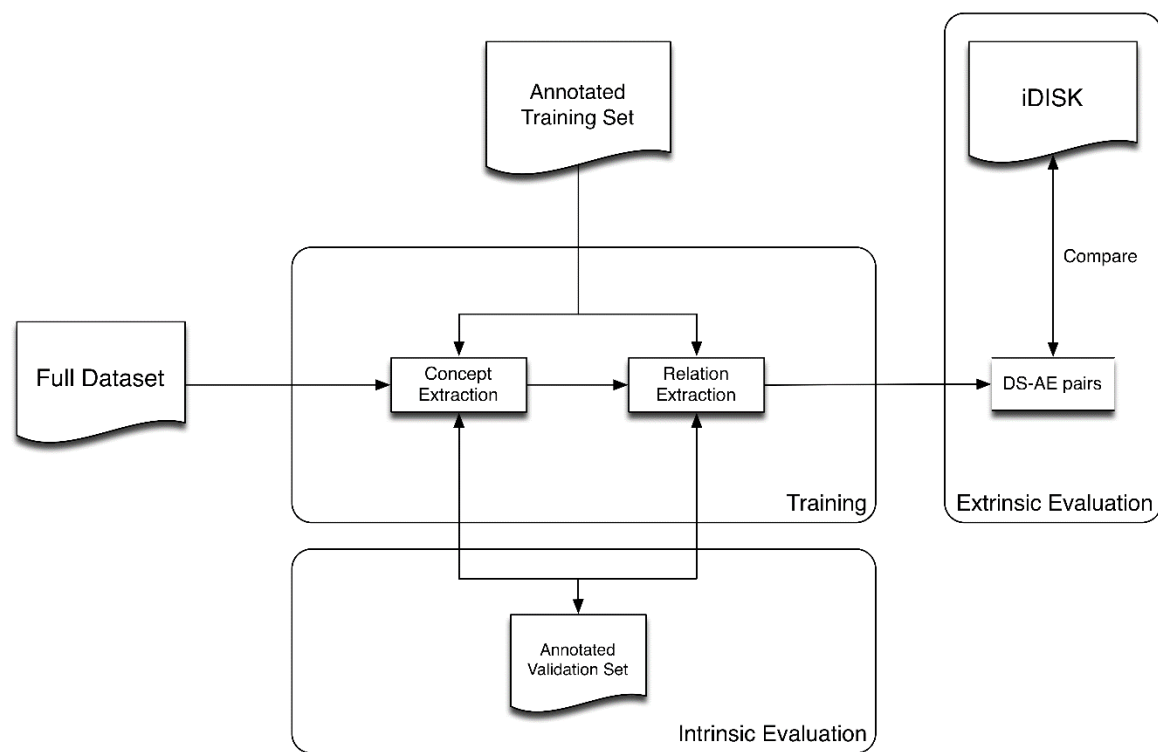 Annotated
Training Set
iDISK
Compare
Full Dataset
Concept
Extraction
Relation
Extraction
DS-AE pairs
Training
Extrinsic Evaluation
Annotated
Validation Set
Intrinsic Evaluation